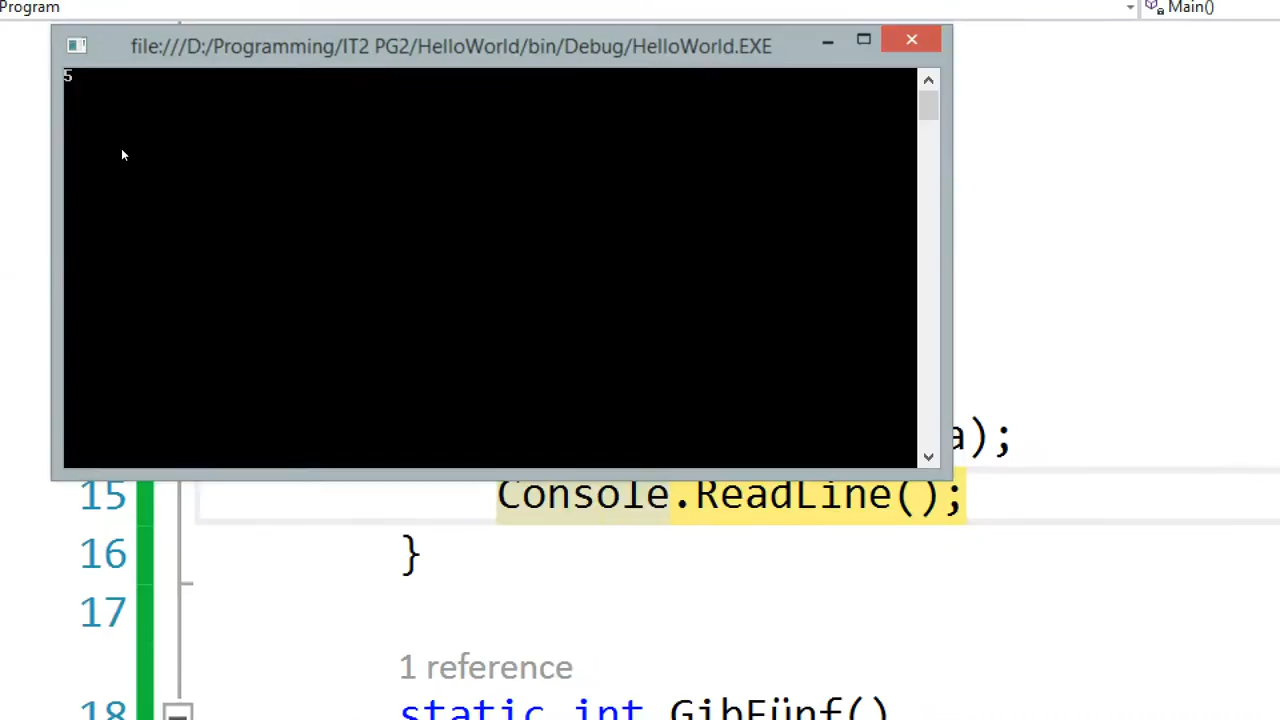 Program
Main()
file:///D:/Programming/IT2 PG2/HelloWorld/bin/Debug/HelloWorld.EXE
5
a);
15 Console.ReadLine();
16 }
17
1 reference
18 static int GibFünf()